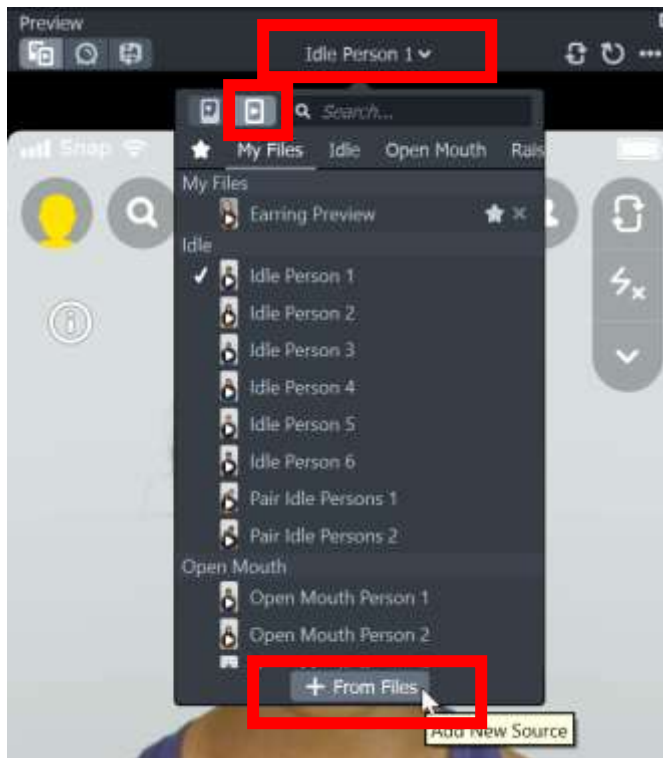 Preview
Idle Person 1
Search...
Snap
My Files Idle Open Mouth Rais
My Files
Earring Preview
Idle
Idle Person 1
Idle Person 2
Idle Person 3
Idle Person 4
Idle Person 5
Idle Person 6
Pair Idle Persons 1
Pair Idle Persons 2
Open Mouth
Open Mouth Person 1
Open Mouth Person 2
+ From Files
Add New Source